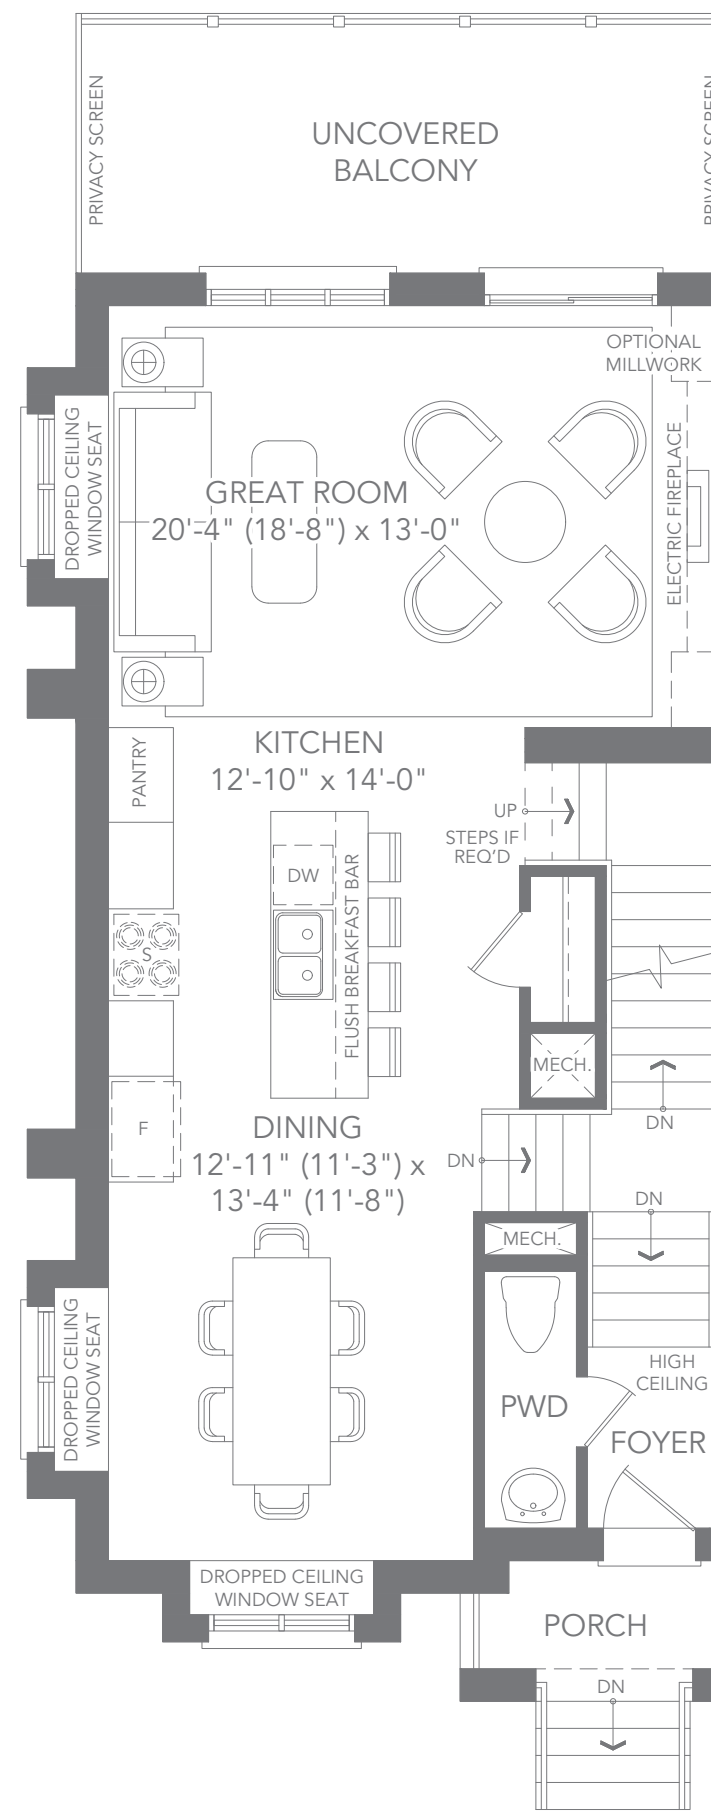 UNCOVERED
BALCONY
PRIVACY SCREEN
PRIVACY SCREEN
OPTIONAL
MILLWORK
DROPPED CEILING
WINDOW SEAT
GREAT ROOM
20'-4" (18'-8") x 13'-0"
ELECTRIC FIREPLACE
KITCHEN
12'-10" x 14'-0"
PANTRY
UP
STEPS IF
REQ'D
DW
FLUSH BREAKFAST BAR
S
MECH.
F
DINING
12'-11" (11'-3") x
13'-4" (11'-8")
DN
DN
DN
MECH.
DROPPED CEILING
WINDOW SEAT
HIGH
CEILING
PWD
FOYER
DROPPED CEILING
WINDOW SEAT
PORCH
DN